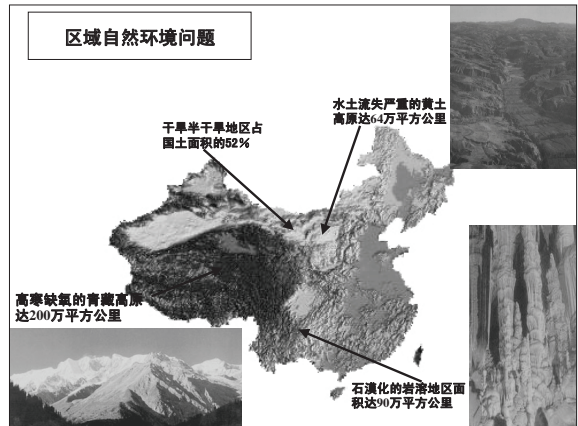 区域自然环境问题
水土流失严重的黄土
高原达64万平方公里
干旱半干旱地区占
国土面积的52%
高寒缺氧的青藏高原
达200万平方公里
石漠化的岩溶地区面
积达90万平方公里